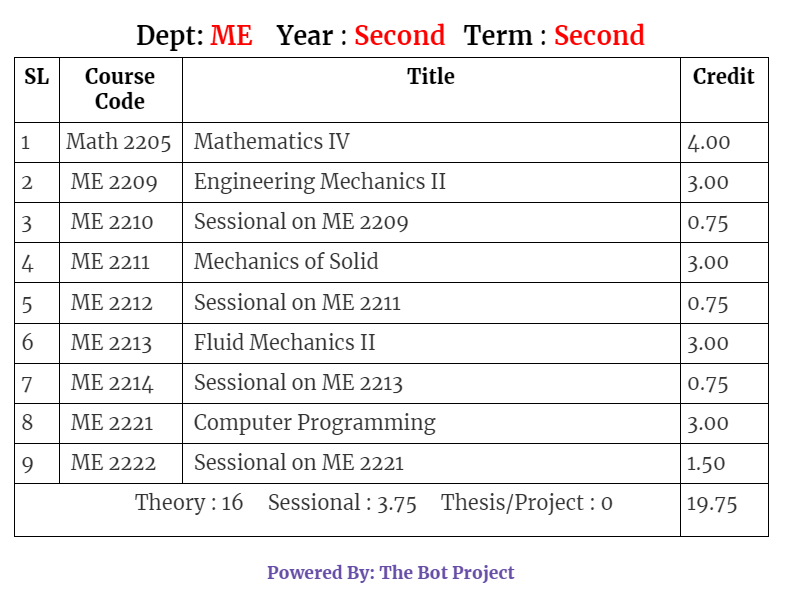 Dept: ME Year : Second Term : Second
SL Course Code Title Credit
1 Math 2205 Mathematics IV 4.00
2 ME 2209 Engineering Mechanics II 3.00
3 ME 2210 Sessional on ME 2209 0.75
4 ME 2211 Mechanics of Solid 3.00
5 ME 2212 Sessional on ME 2211 0.75
6 ME 2213 Fluid Mechanics II 3.00
7 ME 2214 Sessional on ME 2213 0.75
8 ME 2221 Computer Programming 3.00
9 ME 2222 Sessional on ME 2221 1.50
Theory : 16 Sessional : 3.75 Thesis/Project : 0 19.75
Powered By: The Bot Project